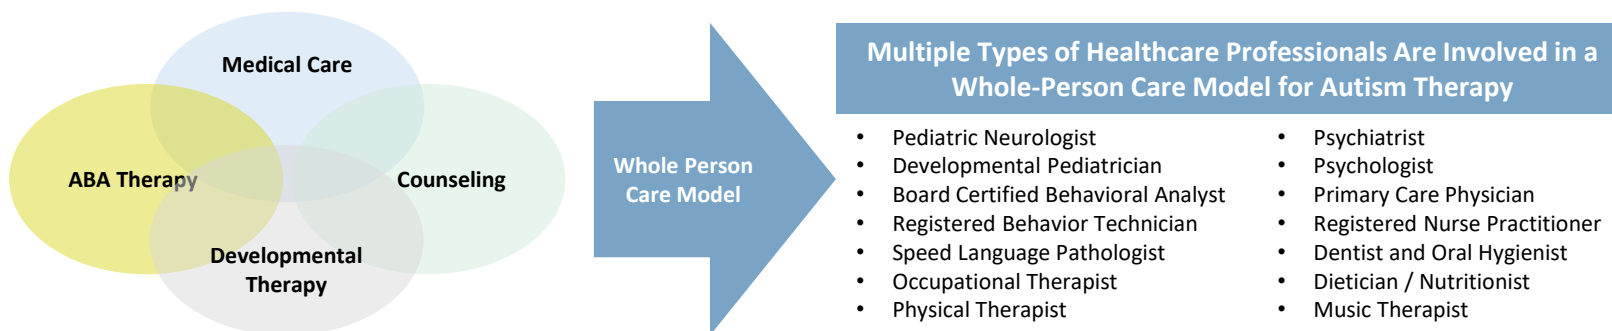 Medical Care
ABA Therapy
Counseling
Developmental
Therapy
Whole Person
Care Model
Multiple Types of Healthcare Professionals Are Involved in a
Whole-Person Care Model for Autism Therapy
• Pediatric Neurologist
• Developmental Pediatrician
• Board Certified Behavioral Analyst
• Registered Behavior Technician
• Speed Language Pathologist
• Occupational Therapist
• Physical Therapist
• Psychiatrist
• Psychologist
• Primary Care Physician
• Registered Nurse Practitioner
• Dentist and Oral Hygienist
• Dietician / Nutritionist
• Music Therapist